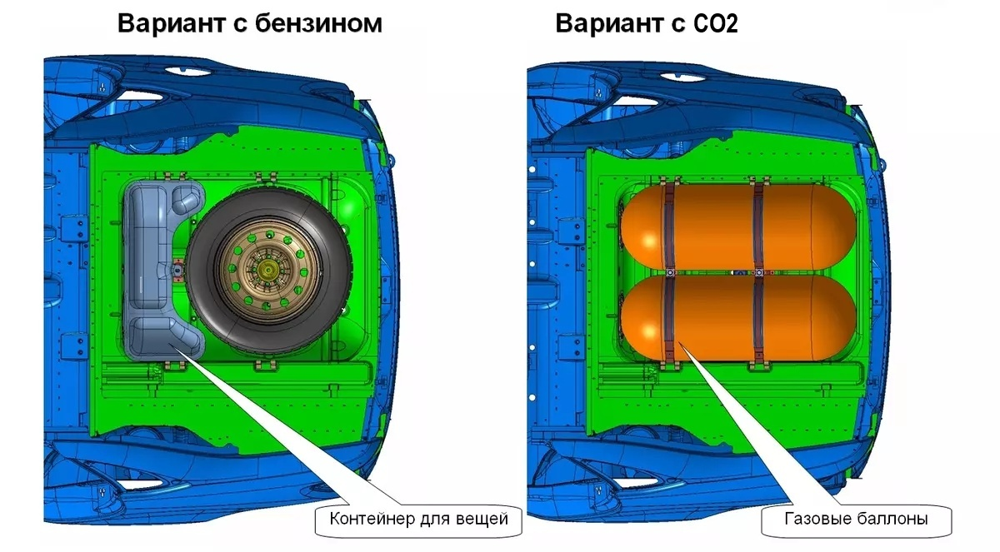 Вариант с бензином
Вариант с CO2
Контейнер для вещей
Газовые баллоны